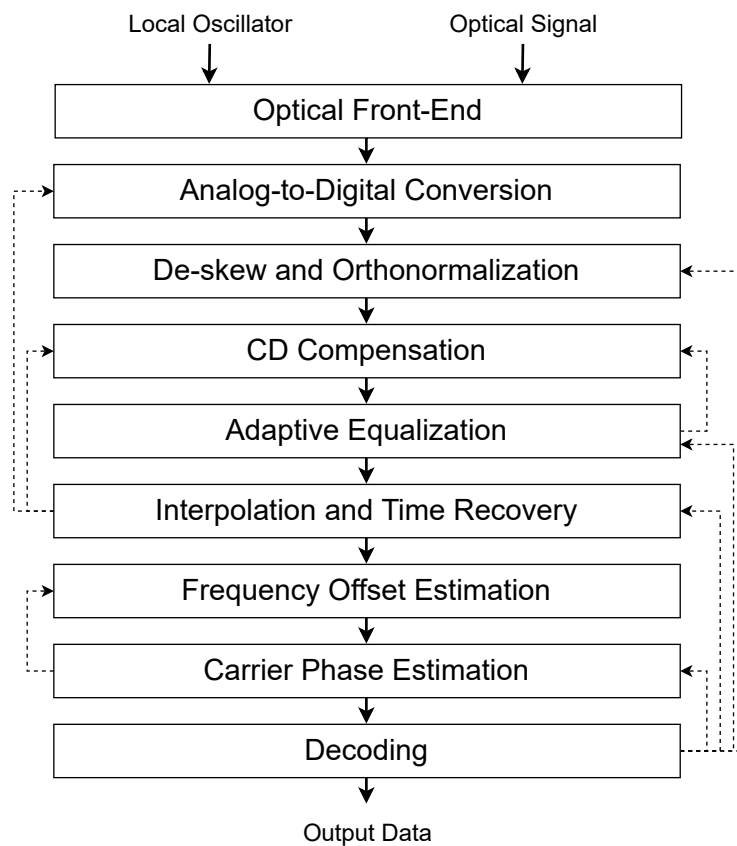 Local Oscillator
Optical Signal
Optical Front-End
Analog-to-Digital Conversion
De-skew and Orthonormalization
CD Compensation
Adaptive Equalization
Interpolation and Time Recovery
Frequency Offset Estimation
Carrier Phase Estimation
Decoding
Output Data